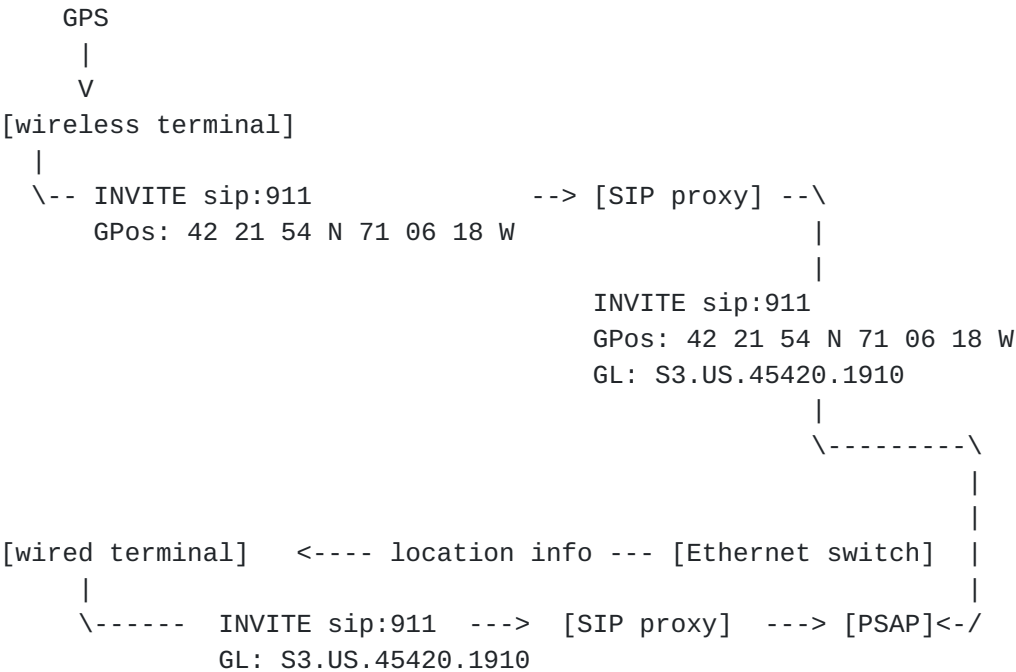 GPS
|
V
[wireless terminal]
|
\-- INVITE sip:911 --> [SIP proxy] --\
GPos: 42 21 54 N 71 06 18 W |
|
INVITE sip:911
GPos: 42 21 54 N 71 06 18 W
GL: S3.US.45420.1910
|
\---------\
|
|
[wired terminal] <---- location info --- [Ethernet switch] |
| |
\------ INVITE sip:911 ---> [SIP proxy] ---> [PSAP]<-/
GL: S3.US.45420.1910